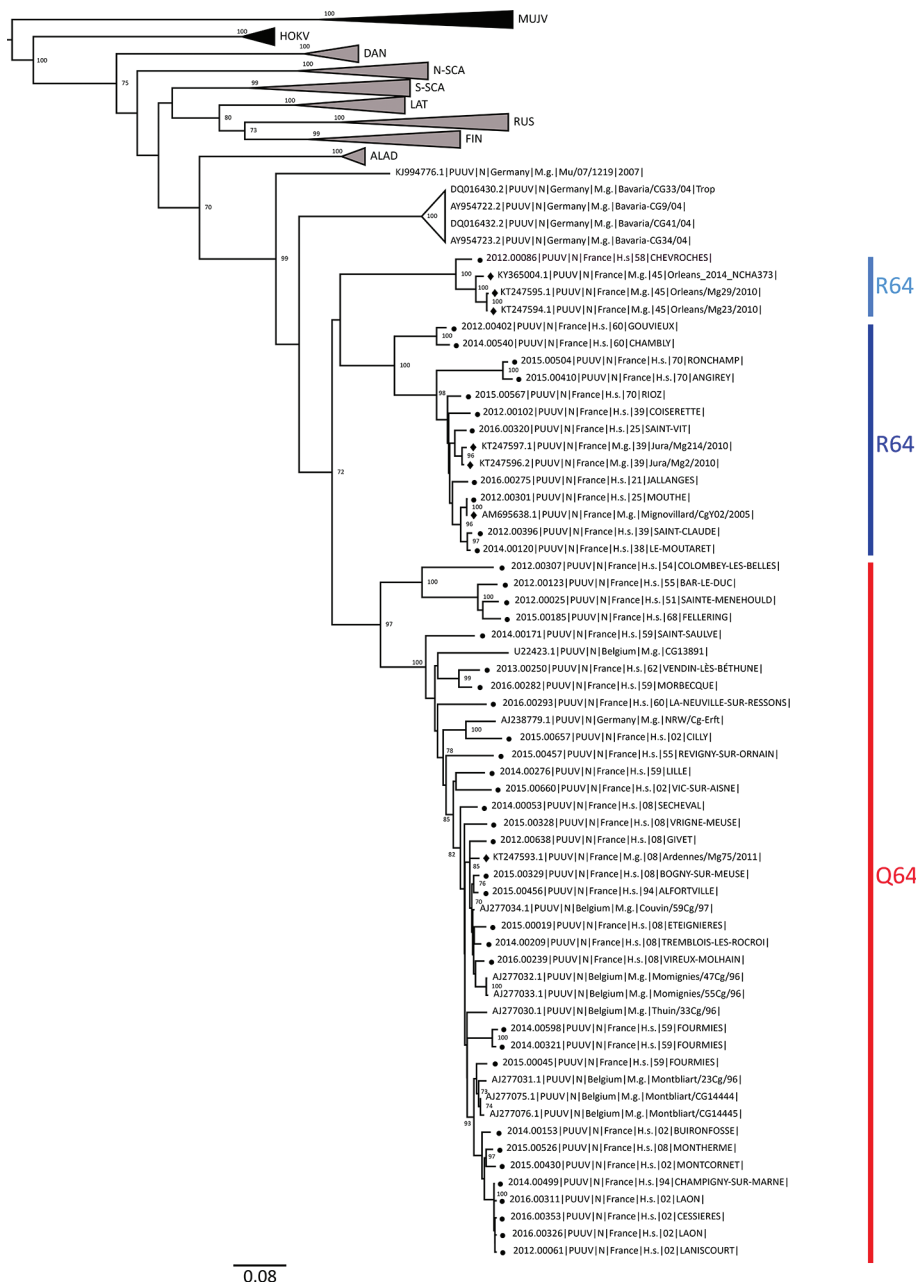 MUJV
100
HOKV
100
100
DAN
100
75
N-SCA
100
S-SCA
99
LAT
100
80
RUS
100
73
FIN
99
ALAD
100
70
KJ994776.1|PUUV|N|Germany|M.g.|Mu/07/1219|2007|
DQ016430.2|PUUV|N|Germany|M.g.|Bavaria/CG33/04|Trop
AY954722.2|PUUV|N|Germany|M.g.|Bavaria-CG9/04|
100
DQ016432.2|PUUV|N|Germany|M.g.|Bavaria/CG41/04|
AY954723.2|PUUV|N|Germany|M.g.|Bavaria-CG34/04|
99
2012.00086|PUUV|N|France|H.s|58|CHEVROCHES|
100
KY365004.1|PUUV|N|France|M.g.|45|Orleans_2014_NCHA373|
R64
KT247595.1|PUUV|N|France|M.g.|45|Orleans/Mg29/2010|
100
100
KT247594.1|PUUV|N|France|M.g.|45|Orleans/Mg23/2010|
2012.00402|PUUV|N|France|H.s.|60|GOUVIEUX|
100
2014.00540|PUUV|N|France|H.s.|60|CHAMBLY|
2015.00504|PUUV|N|France|H.s.|70|RONCHAMP|
100
100
2015.00410|PUUV|N|France|H.s.|70|ANGIREY|
98
2015.00567|PUUV|N|France|H.s.|70|RIOZ|
2012.00102|PUUV|N|France|H.s.|39|COISERETTE|
2016.00320|PUUV|N|France|H.s.|25|SAINT-VIT|
R64
KT247597.1|PUUV|N|France|M.g.|39|Jura/Mg214/2010|
96
KT247596.2|PUUV|N|France|M.g.|39|Jura/Mg2/2010|
72
2016.00275|PUUV|N|France|H.s.|21|JALLANGES|
2012.00301|PUUV|N|France|H.s.|25|MOUTHE|
100
AM695638.1|PUUV|N|France|M.g.|Mignovillard/CgY02/2005|
96
2012.00396|PUUV|N|France|H.s.|39|SAINT-CLAUDE|
97
2014.00120|PUUV|N|France|H.s.|38|LE-MOUTARET|
2012.00307|PUUV|N|France|H.s.|54|COLOMBEY-LES-BELLES|
100
2012.00123|PUUV|N|France|H.s.|55|BAR-LE-DUC|
2012.00025|PUUV|N|France|H.s.|51|SAINTE-MENEHOULD|
100
2015.00185|PUUV|N|France|H.s.|68|FELLERING|
97
2014.00171|PUUV|N|France|H.s.|59|SAINT-SAULVE|
U22423.1|PUUV|N|Belgium|M.g.|CG13891|
100
2013.00250|PUUV|N|France|H.s.|62|VENDIN-LÈS-BÉTHUNE|
99
2016.00282|PUUV|N|France|H.s.|59|MORBECQUE|
2016.00293|PUUV|N|France|H.s.|60|LA-NEUVILLE-SUR-RESSONS|
AJ238779.1|PUUV|N|Germany|M.g.|NRW/Cg-Erft|
100
2015.00657|PUUV|N|France|H.s.|02|CILLY|
78
2015.00457|PUUV|N|France|H.s.|55|REVIGNY-SUR-ORNAIN|
2014.00276|PUUV|N|France|H.s.|59|LILLE|
2015.00660|PUUV|N|France|H.s.|02|VIC-SUR-AISNE|
2014.00053|PUUV|N|France|H.s.|08|SECHEVAL|
85
2015.00328|PUUV|N|France|H.s.|08|VRIGNE-MEUSE|
2012.00638|PUUV|N|France|H.s.|08|GIVET|
82
KT247593.1|PUUV|N|France|M.g.|08|Ardennes/Mg75/2011|
85
2015.00329|PUUV|N|France|H.s.|08|BOGNY-SUR-MEUSE|
Q64
76
2015.00456|PUUV|N|France|H.s.|94|ALFORTVILLE|
70
AJ277034.1|PUUV|N|Belgium|M.g.|Couvin/59Cg/97|
2015.00019|PUUV|N|France|H.s.|08|ETEIGNIERES|
2014.00209|PUUV|N|France|H.s.|08|TREMBLOIS-LES-ROCROI|
2016.00239|PUUV|N|France|H.s.|08|VIREUX-MOLHAIN|
AJ277032.1|PUUV|N|Belgium|M.g.|Momignies/47Cg/96|
100
AJ277033.1|PUUV|N|Belgium|M.g.|Momignies/55Cg/96|
AJ277030.1|PUUV|N|Belgium|M.g.|Thuin/33Cg/96|
2014.00598|PUUV|N|France|H.s.|59|FOURMIES|
100
2014.00321|PUUV|N|France|H.s.|59|FOURMIES|
2015.00045|PUUV|N|France|H.s.|59|FOURMIES|
AJ277031.1|PUUV|N|Belgium|M.g.|Montbliart/23Cg/96|
73
AJ277075.1|PUUV|N|Belgium|M.g.|Montbliart/CG14444|
74
AJ277076.1|PUUV|N|Belgium|M.g.|Montbliart/CG14445|
93
2014.00153|PUUV|N|France|H.s.|02|BUIRONFOSSE|
2015.00526|PUUV|N|France|H.s.|08|MONTHERME|
97
2015.00430|PUUV|N|France|H.s.|02|MONTCORNET|
2014.00499|PUUV|N|France|H.s.|94|CHAMPIGNY-SUR-MARNE|
100
2016.00311|PUUV|N|France|H.s.|02|LAON|
2016.00353|PUUV|N|France|H.s.|02|CESSIERES|
2016.00326|PUUV|N|France|H.s.|02|LAON|
2012.00061|PUUV|N|France|H.s.|02|LANISCOURT|
0.08